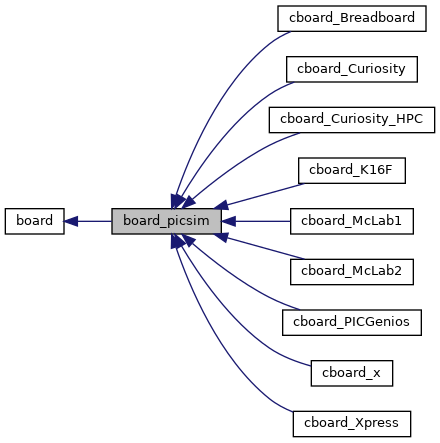 cboard_Breadboard
cboard_Curiosity
cboard_Curiosity_HPC
cboard_K16F
board
board_picsim
cboard_McLab1
cboard_McLab2
cboard_PICGenios
cboard_x
cboard_Xpress